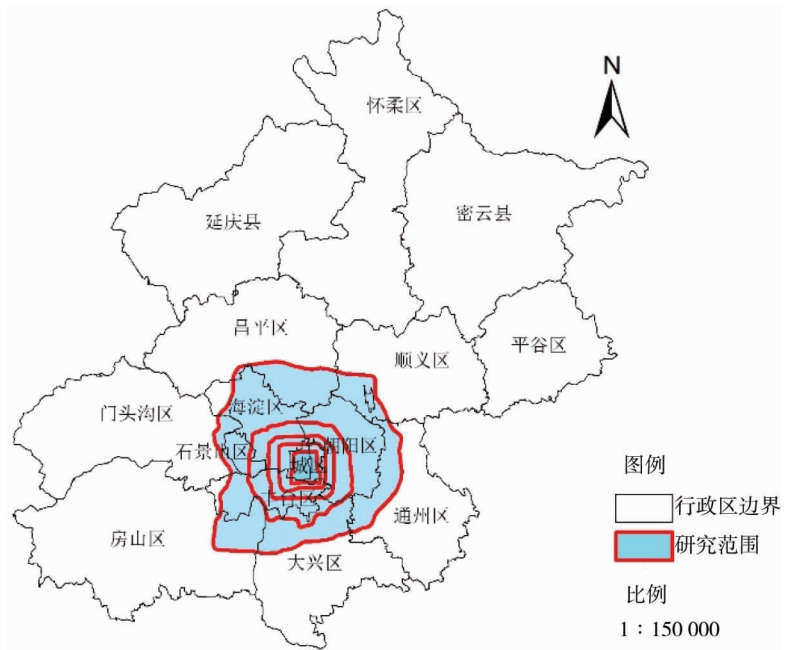 N
怀柔区
密云县
延庆县
昌平区
顺义区
平谷区
门头沟区
海淀区
朝阳区
石景山区
城区
丰台区
通州区
房山区
大兴区
图例
行政区边界
研究范围
比例
1：150 000